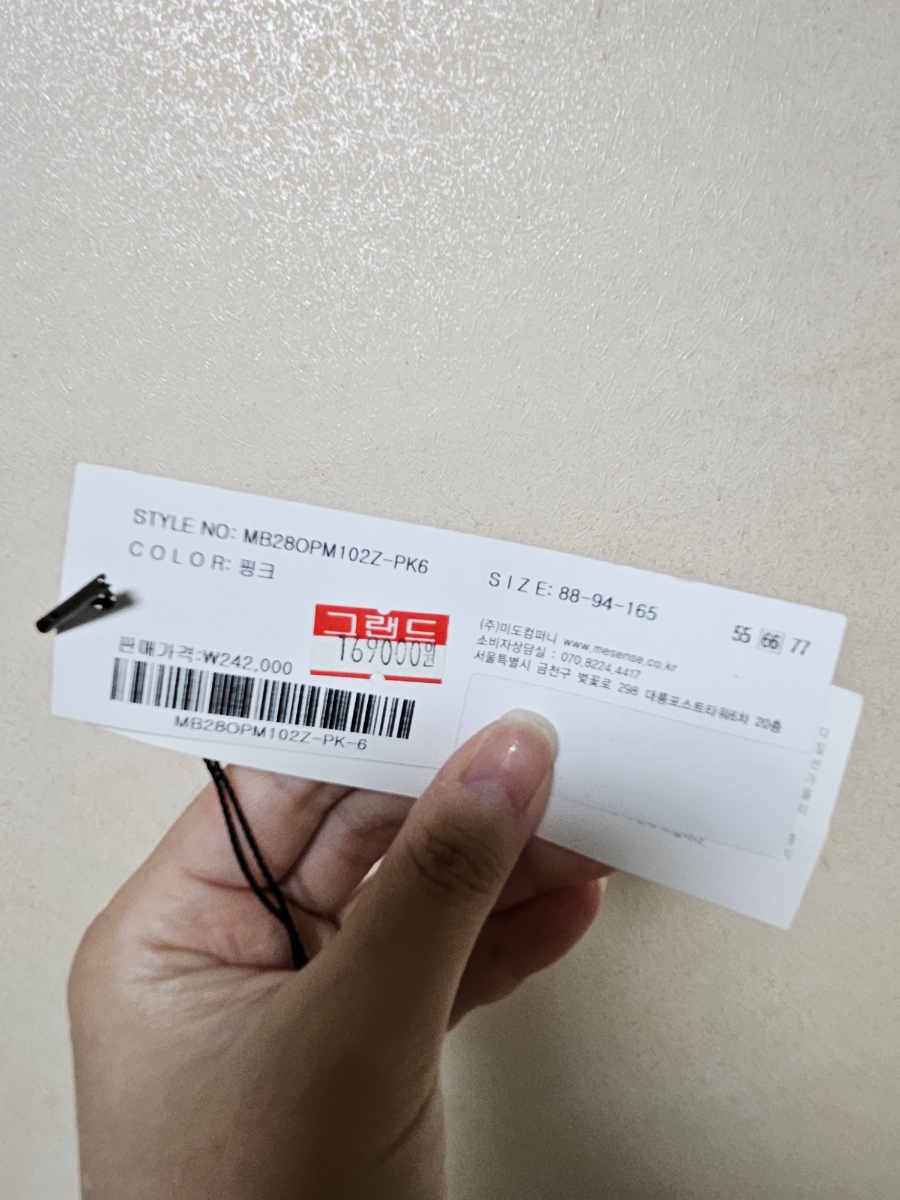 STYLE NO: MB28OPM102Z-PK6
COLOR:핑크
SIZE: 88-94-165
55 66 77
그랜드
169000원
판매가격:₩242,000
MB28OPM102Z-PK-6
(주)미도컴퍼니 www.mesense.co.kr
소비자상담실 : 070.8224.4417
서울특별시 금천구 벚꽃로 298 대륭포스트타워6차 20층